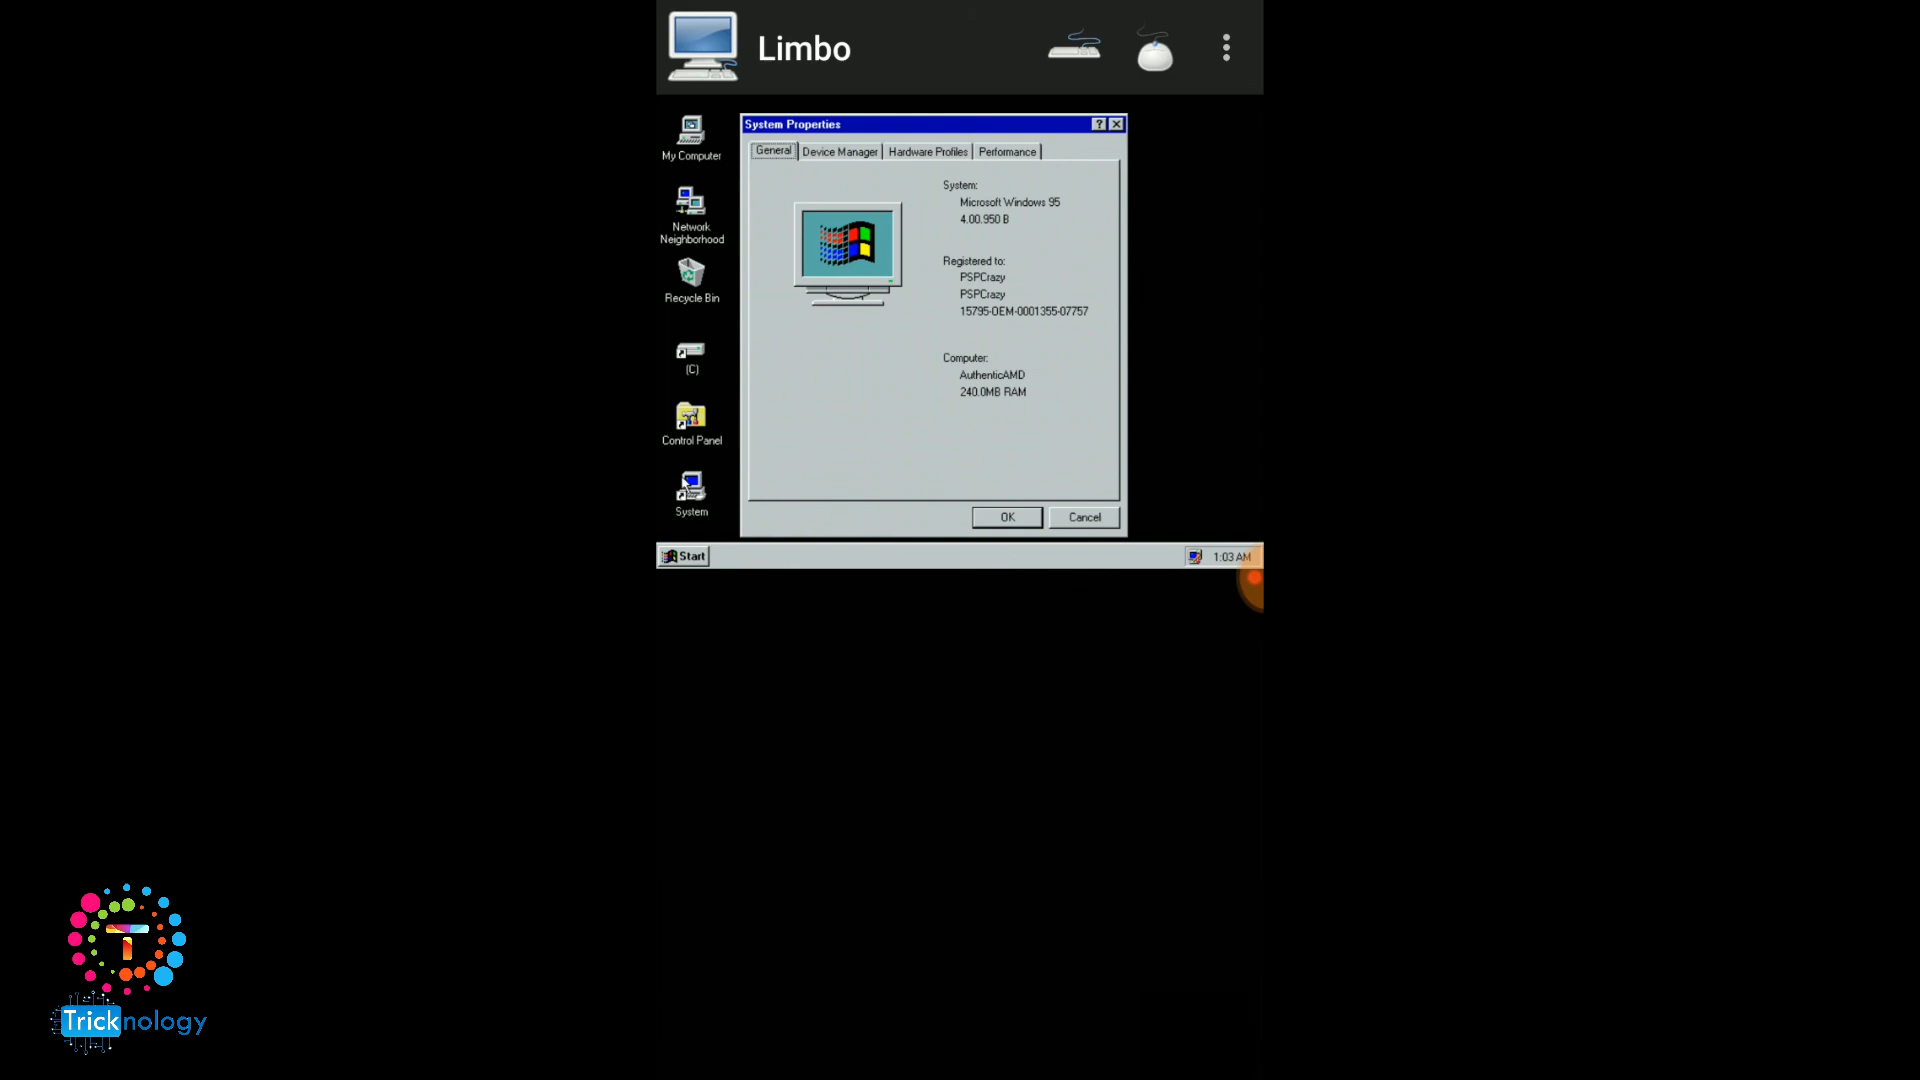 Limbo
System Properties
?
General
Device Manager
Hardware Profiles
Performance
My Computer
Network
Neighborhood
Recycle Bin
(C)
Control Panel
System
System:
Microsoft Windows 95
4.00.950 B
Registered to:
PSPCrazy
PSPCrazy
15795-OEM-0001355-07757
Computer:
AuthenticAMD
240.0MB RAM
OK
Cancel
Start
1:03 AM
T
Tricknology